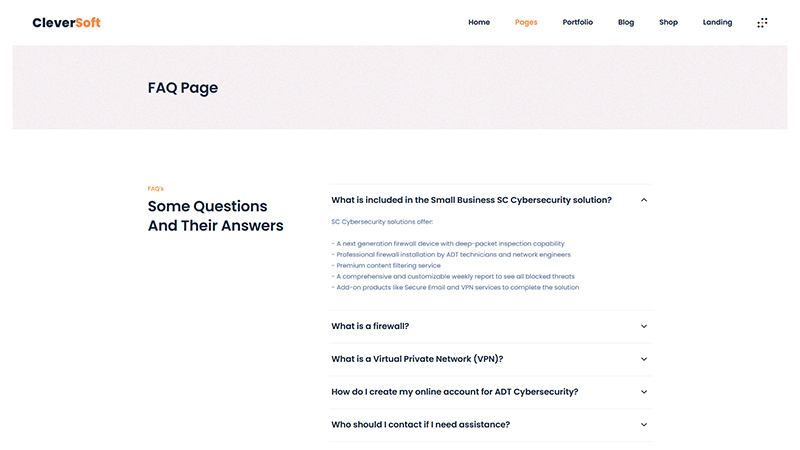 CleverSoft
Home Pages Portfolio Blog Shop Landing
FAQ Page
FAQ's
Some Questions
And Their Answers
What is included in the Small Business SC Cybersecurity solution?
SC Cybersecurity solutions offer:
- A next generation firewall device with deep-packet inspection capability
- Professional firewall installation by ADT technicians and network engineers
- Premium content filtering service
- A comprehensive and customizable weekly report to see all blocked threats
- Add-on products like Secure Email and VPN services to complete the solution
What is a firewall?
What is a Virtual Private Network (VPN)?
How do I create my online account for ADT Cybersecurity?
Who should I contact if I need assistance?